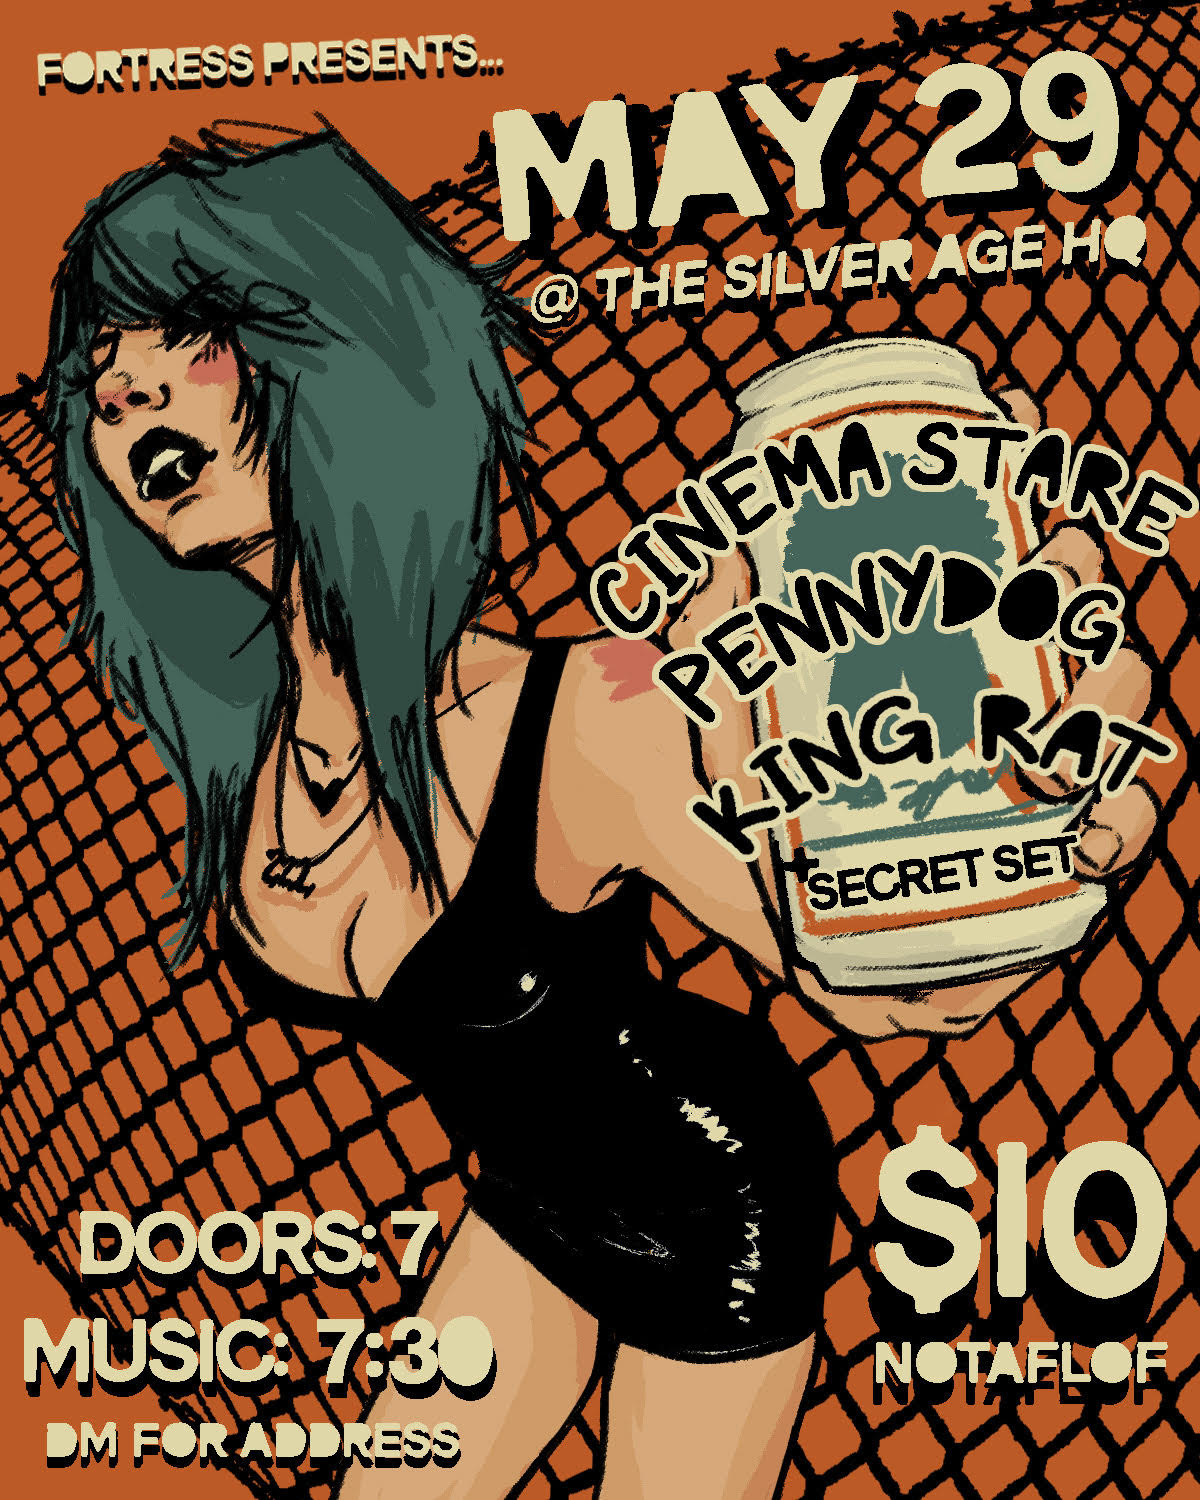 FORTRESS PRESENTS...
MAY 29
@ THE SILVER AGE HQ
CINEMA STARE
PENNYDOG
KING RAT
+SECRET SET
$10
NOTAFLOF
DOORS: 7
MUSIC: 7:30
DM FOR ADDRESS